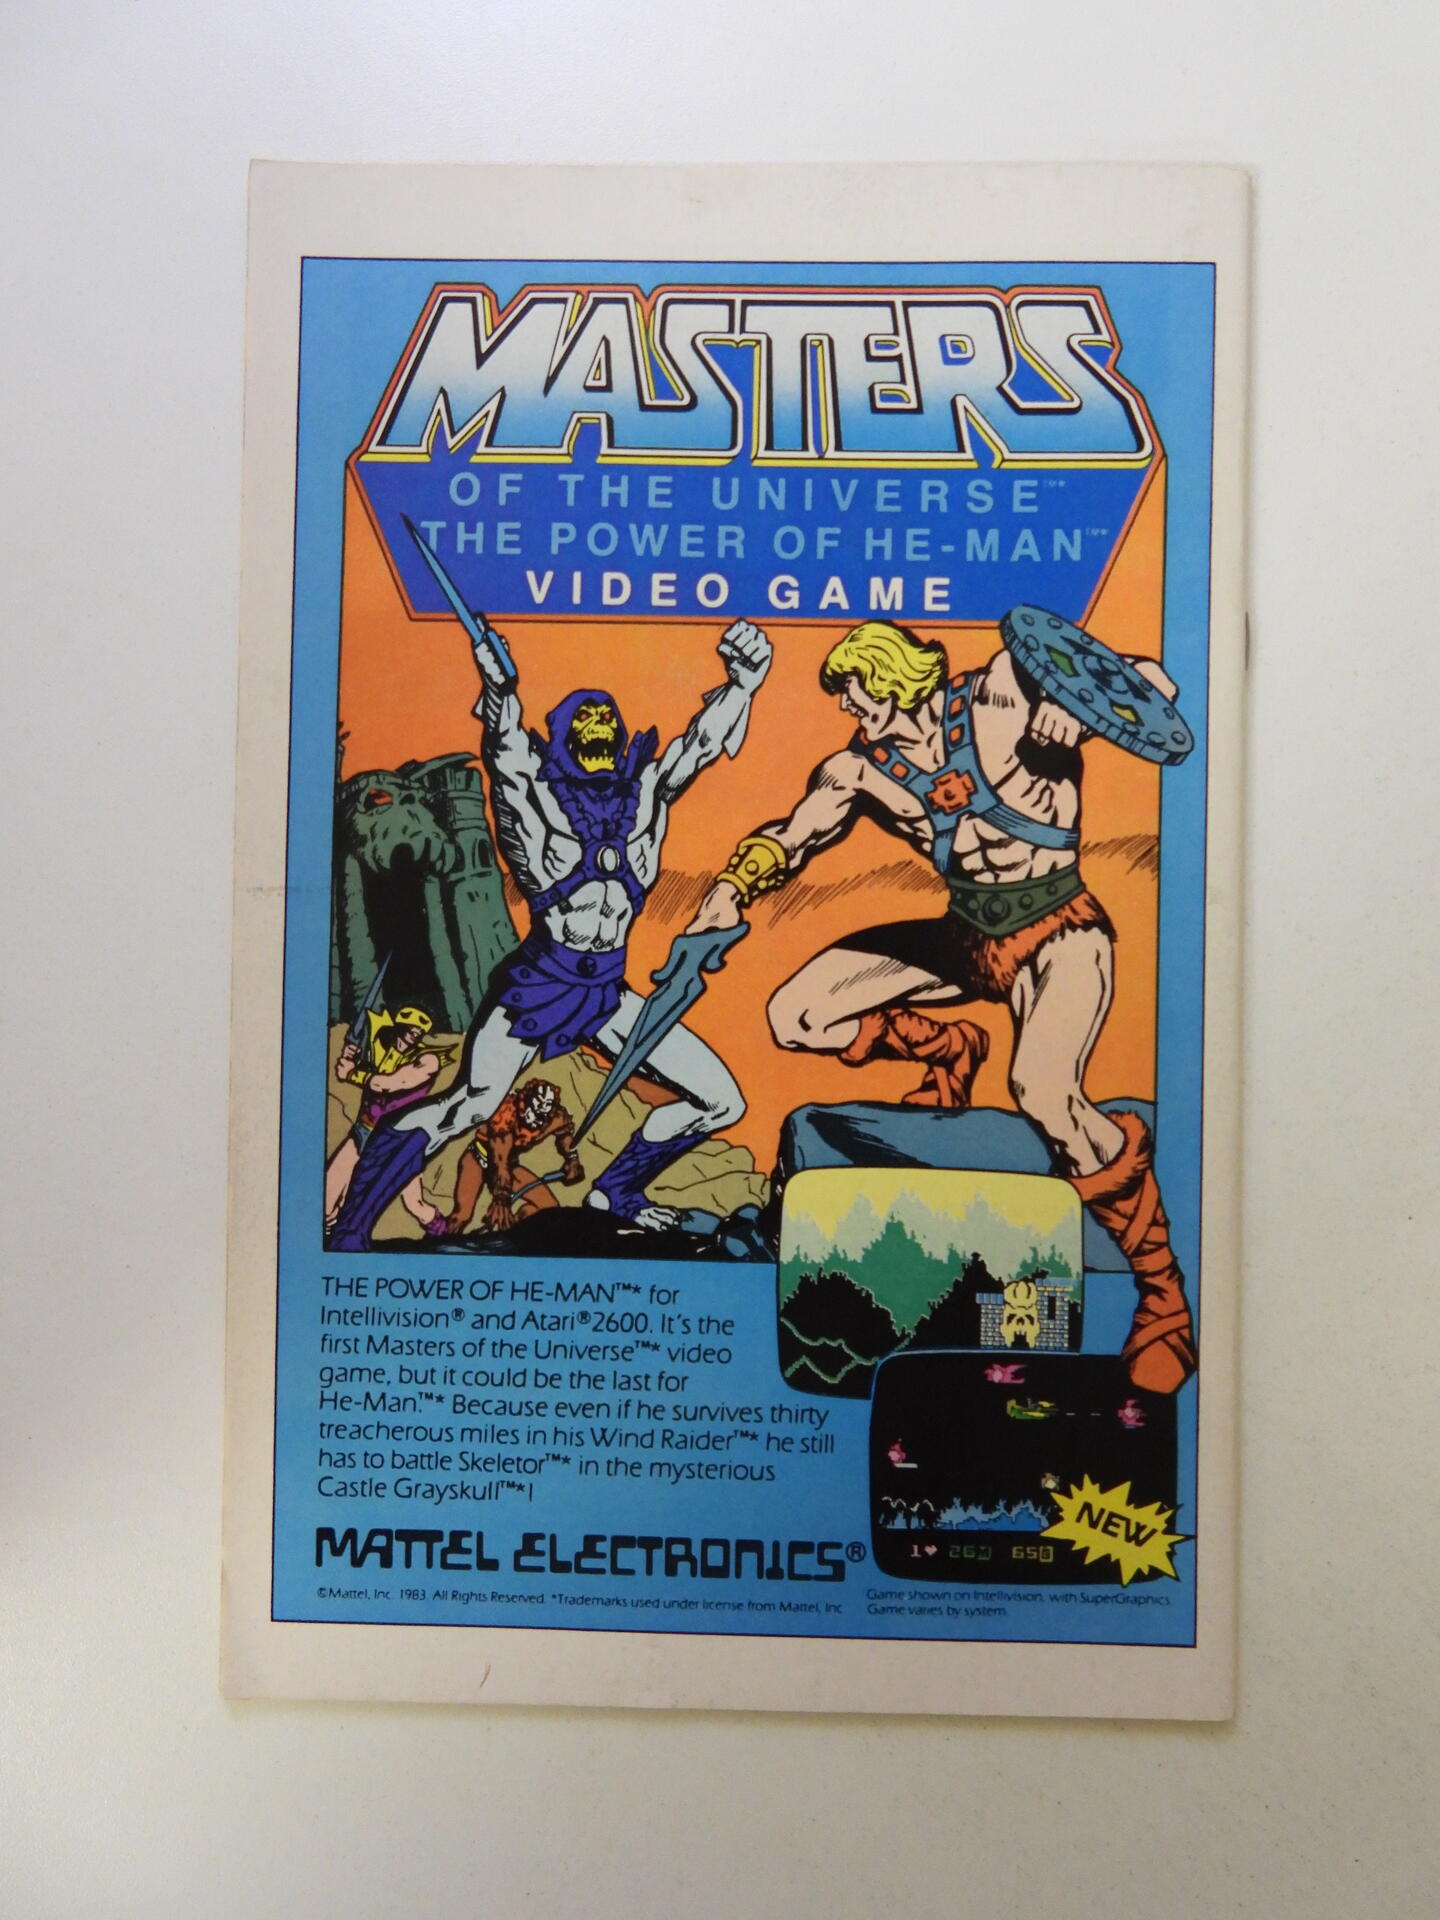 MASTERS
OF THE UNIVERSE™*
THE POWER OF HE-MAN™*
VIDEO GAME
THE POWER OF HE-MAN™* for
Intellivision® and Atari®2600. It's the
first Masters of the Universe™* video
game, but it could be the last for
He-Man.™* Because even if he survives thirty
treacherous miles in his Wind Raider™* he still
has to battle Skeletor™* in the mysterious
Castle Grayskull™*!
NEW
MATTEL ELECTRONICS®
©Mattel, Inc. 1983. All Rights Reserved. *Trademarks used under license from Mattel, Inc.
Game shown on Intellivision, with SuperGraphics.
Game varies by system.